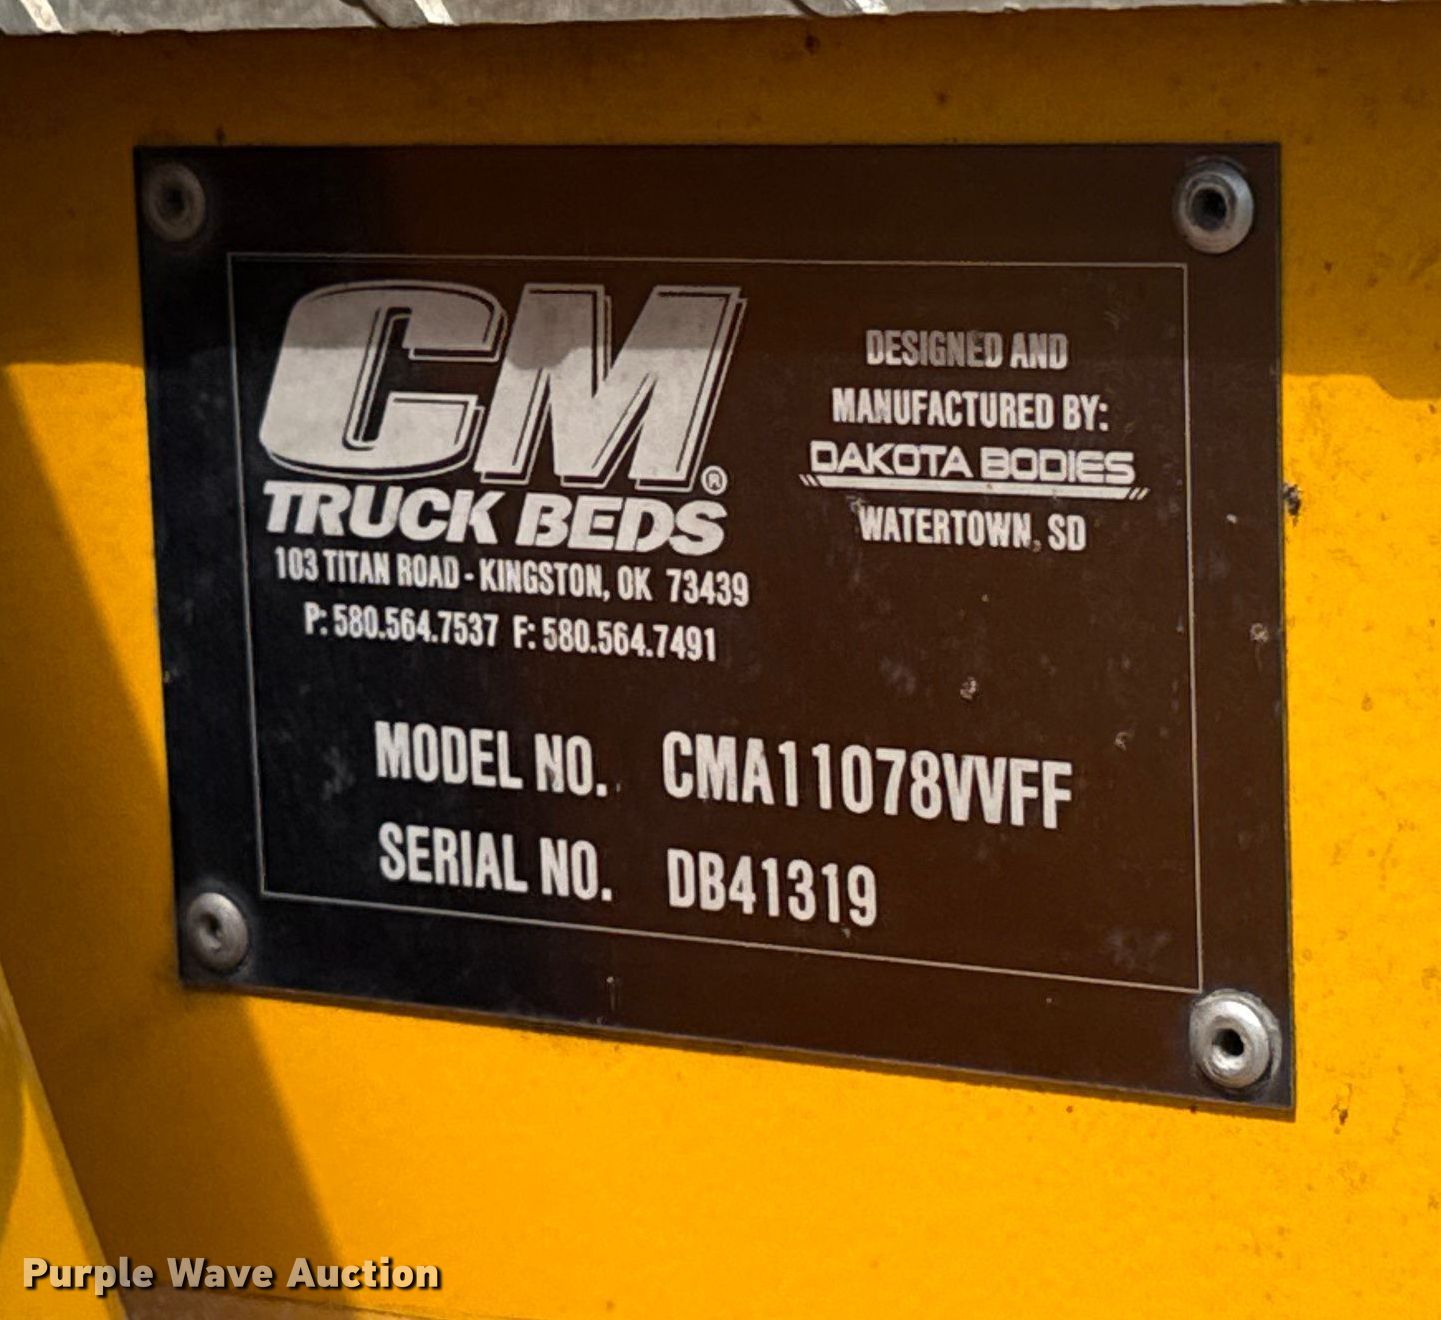 CM®
TRUCK BEDS
103 TITAN ROAD - KINGSTON, OK 73439
P: 580.564.7537 F: 580.564.7491
DESIGNED AND
MANUFACTURED BY:
DAKOTA BODIES
WATERTOWN, SD
MODEL NO. CMA11078VVFF
SERIAL NO. DB41319
Purple Wave Auction